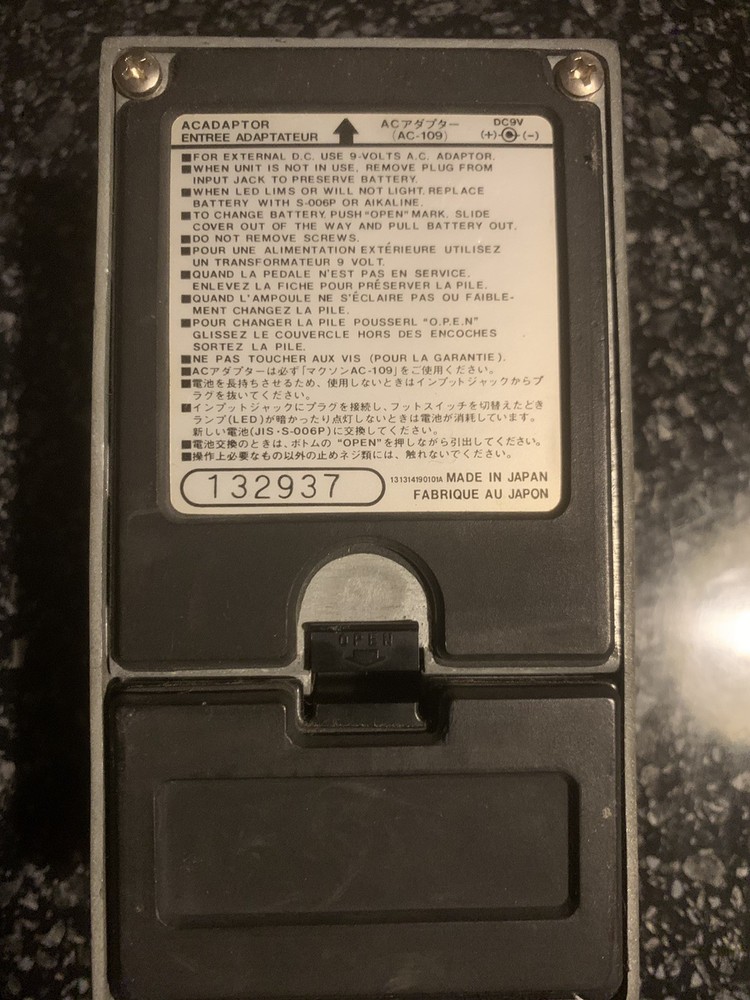 ACADAPTOR
ENTREE ADAPTATEUR
ACアダプター
(AC-109)
DC9V
(+) (-)
■FOR EXTERNAL D.C. USE 9-VOLTS A.C. ADAPTOR.
■WHEN UNIT IS NOT IN USE, REMOVE PLUG FROM
INPUT JACK TO PRESERVE BATTERY.
■WHEN LED LIMS OR WILL NOT LIGHT, REPLACE
BATTERY WITH S-006P OR AIKALINE.
■TO CHANGE BATTERY, PUSH "OPEN" MARK, SLIDE
COVER OUT OF THE WAY AND PULL BATTERY OUT.
■DO NOT REMOVE SCREWS.
■POUR UNE ALIMENTATION EXTÉRIEURE UTILISEZ
UN TRANSFORMATEUR 9 VOLT.
■QUAND LA PEDALE N'EST PAS EN SERVICE.
ENLEVEZ LA FICHE POUR PRÉSERVER LA PILE.
■QUAND L'AMPOULE NE S'ÉCLAIRE PAS OU FAIBLE-
MENT CHANGEZ LA PILE.
■POUR CHANGER LA PILE POUSSERL "O.P.E.N"
GLISSEZ LE COUVERCLE HORS DES ENCOCHES
SORTEZ LA PILE.
■NE PAS TOUCHER AUX VIS (POUR LA GARANTIE).
■ACアダプターは必ず「マクソンAC-109」をご使用ください。
■電池を長持ちさせるため、使用しないときはインプットジャックからプ
ラグを抜いてください。
■インプットジャックにプラグを接続し、フットスイッチを切替えたとき
ランプ(LED)が暗かったり点灯しないときは電池が消耗しています。
新しい電池(JIS・S-006P)に交換してください。
■電池交換のときは、ボトムの "OPEN"を押しながら引出してください。
■操作上必要なもの以外の止めネジ類には、触れないでください。
132937
131314190101A MADE IN JAPAN
FABRIQUE AU JAPON
OPEN